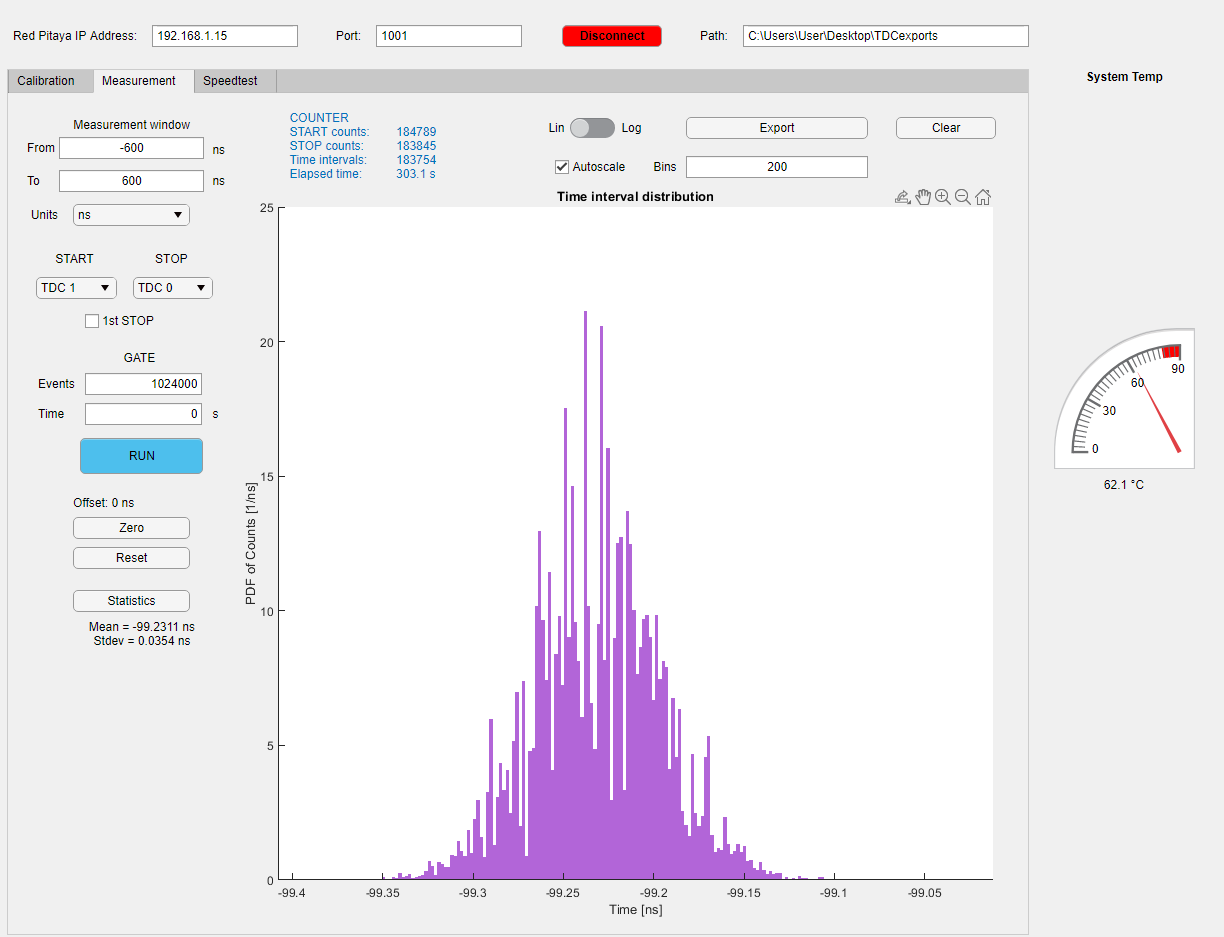 Red Pitaya IP Address: 192.168.1.15 Port: 1001 Disconnect Path: C:\Users\User\Desktop\TDCexports
Calibration Measurement Speedtest
System Temp
Measurement window
From -600 ns
To 600 ns
Units ns
START STOP
TDC 1 TDC 0
1st STOP
GATE
Events 1024000
Time 0 s
RUN
Offset: 0 ns
Zero
Reset
Statistics
Mean = -99.2311 ns
Stdev = 0.0354 ns
COUNTER
START counts: 184789
STOP counts: 183845
Time intervals: 183754
Elapsed time: 303.1 s
Lin Log Export Clear
Autoscale Bins 200
Time interval distribution
25
20
15
10
5
0
PDF of Counts [1/ns]
-99.4 -99.35 -99.3 -99.25 -99.2 -99.15 -99.1 -99.05
Time [ns]
0 30 60 90
62.1 °C